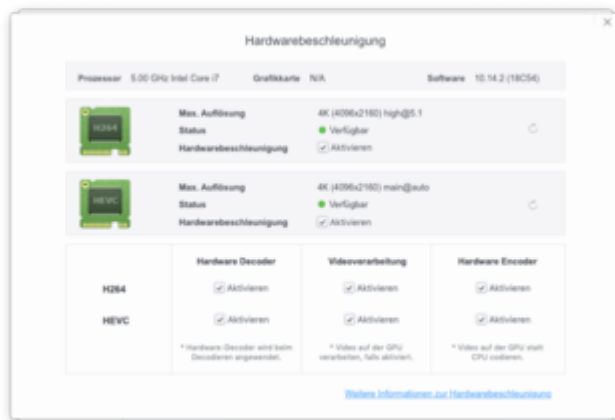 Hardwarebeschleunigung
Prozessor 5.00 GHz Intel Core i7 Grafikkarte N/A Software 10.14.2 (18C54)
H264
Max. Auflösung 4K (4096x2160) high@5.1
Status Verfügbar
Hardwarebeschleunigung Aktivieren
HEVC
Max. Auflösung 4K (4096x2160) main@auto
Status Verfügbar
Hardwarebeschleunigung Aktivieren
Hardware Decoder Videoverarbeitung Hardware Encoder
H264 Aktivieren Aktivieren Aktivieren
HEVC Aktivieren Aktivieren Aktivieren
* Hardware-Decoder wird beim * Video auf der GPU * Video auf der GPU statt
Decodieren angewendet. verarbeiten, falls aktiviert. CPU codieren.
Weitere Informationen zur Hardwarebeschleunigung